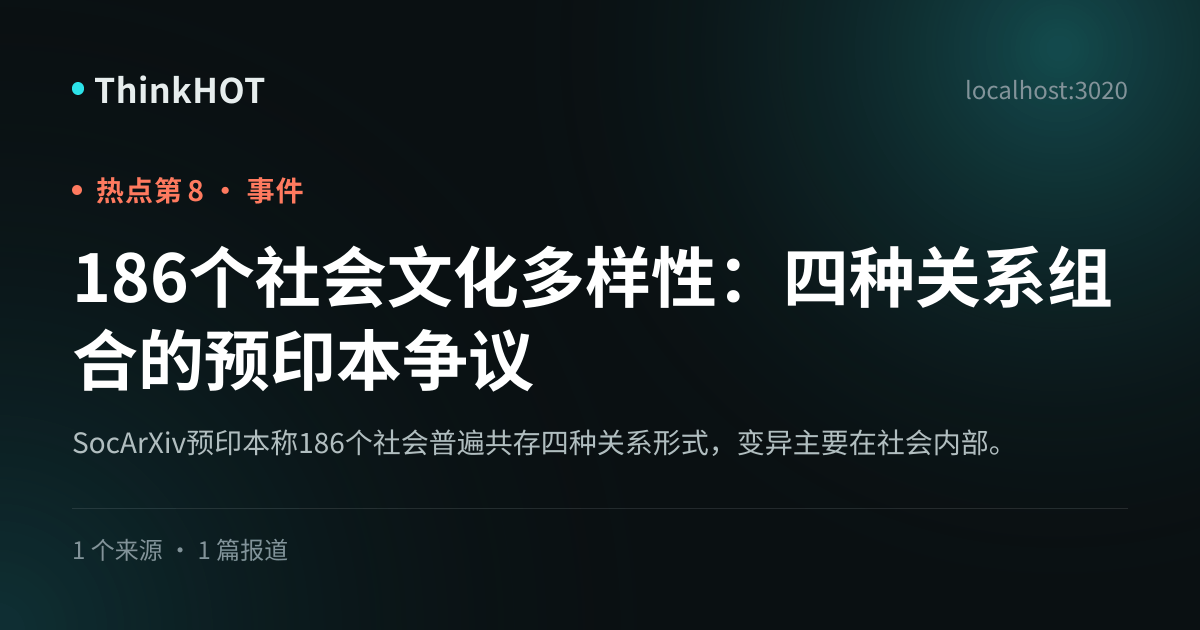 ThinkHOT
localhost:3020
热点第 8 · 事件
186个社会文化多样性：四种关系组
合的预印本争议
SocArXiv预印本称186个社会普遍共存四种关系形式，变异主要在社会内部。
1 个来源 · 1 篇报道